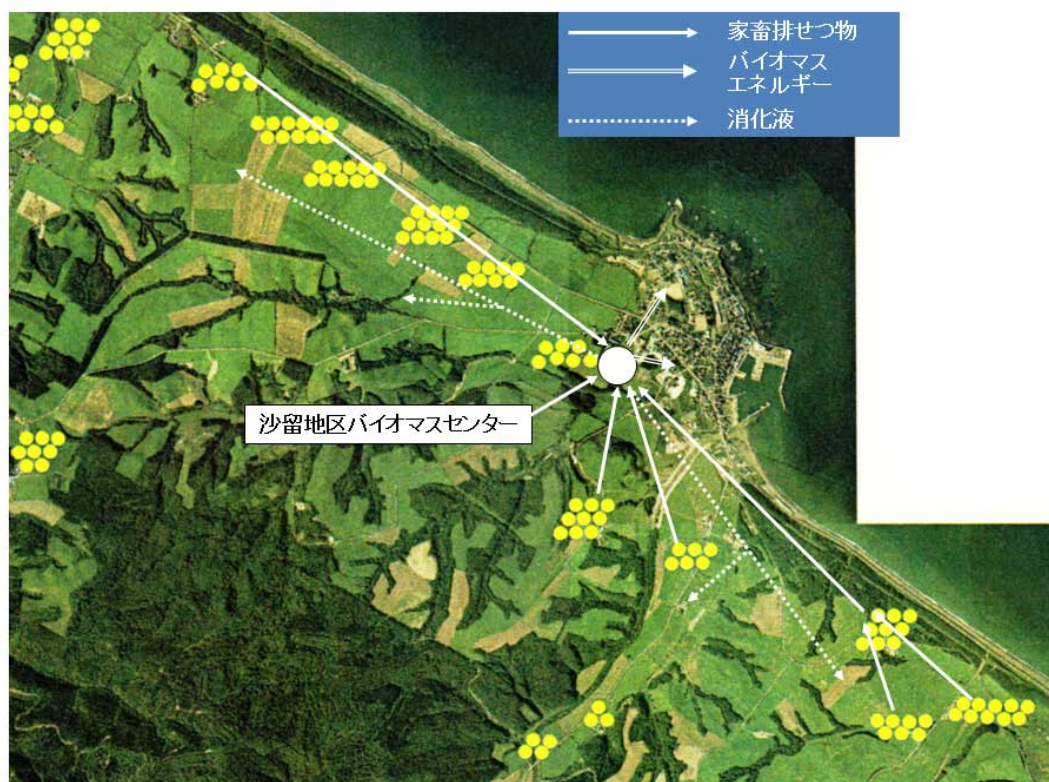 家畜排せつ物
バイオマス
エネルギー
消化液
沙留地区バイオマスセンター